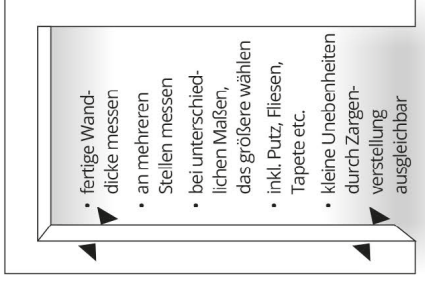 • fertige Wand-
dicke messen
• an mehreren
Stellen messen
• bei unterschied-
lichen Maßen,
das größere wählen
• inkl. Putz, Fliesen,
Tapete etc.
• kleine Unebenheiten
durch Zargen-
verstellung
ausgleichbar